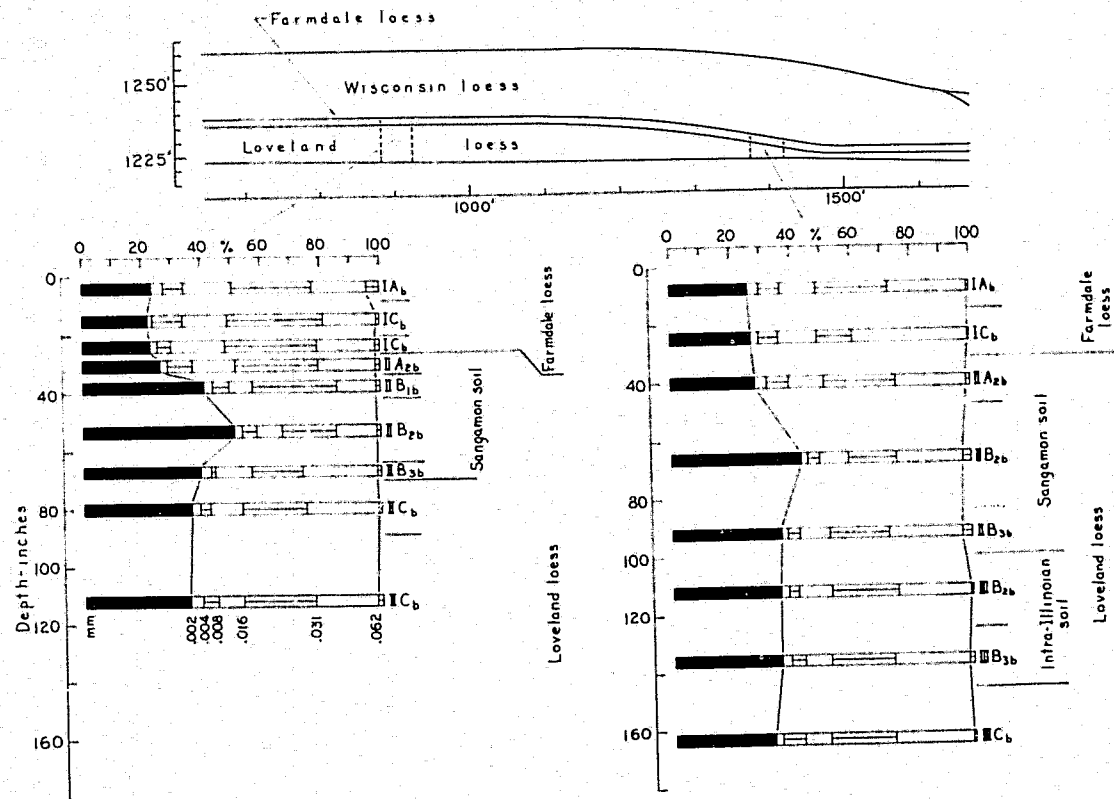 Farmdale loess
1250'
Wisconsin loess
Loveland loess
1225'
1000' 1500'
0 20 40 % 60 80 100
0 20 40 % 60 80 100
Depth-inches
0
40
80
100
120
160
IAb
ICb
ICb
IIA2b
IIB1b
IIB2b
IIB3b
IICb
IICb
mm .002 .004 .008 .016 .031 .062
Farmdale loess
Sangamon soil
Loveland loess
0
40
80
100
120
160
IAb
ICb
IIA2b
IIB2b
IIB3b
IIIB2b
IIIB3b
IIICb
Farmdale
loess
Sangamon soil
Intra-Illinoian
soil
Loveland loess